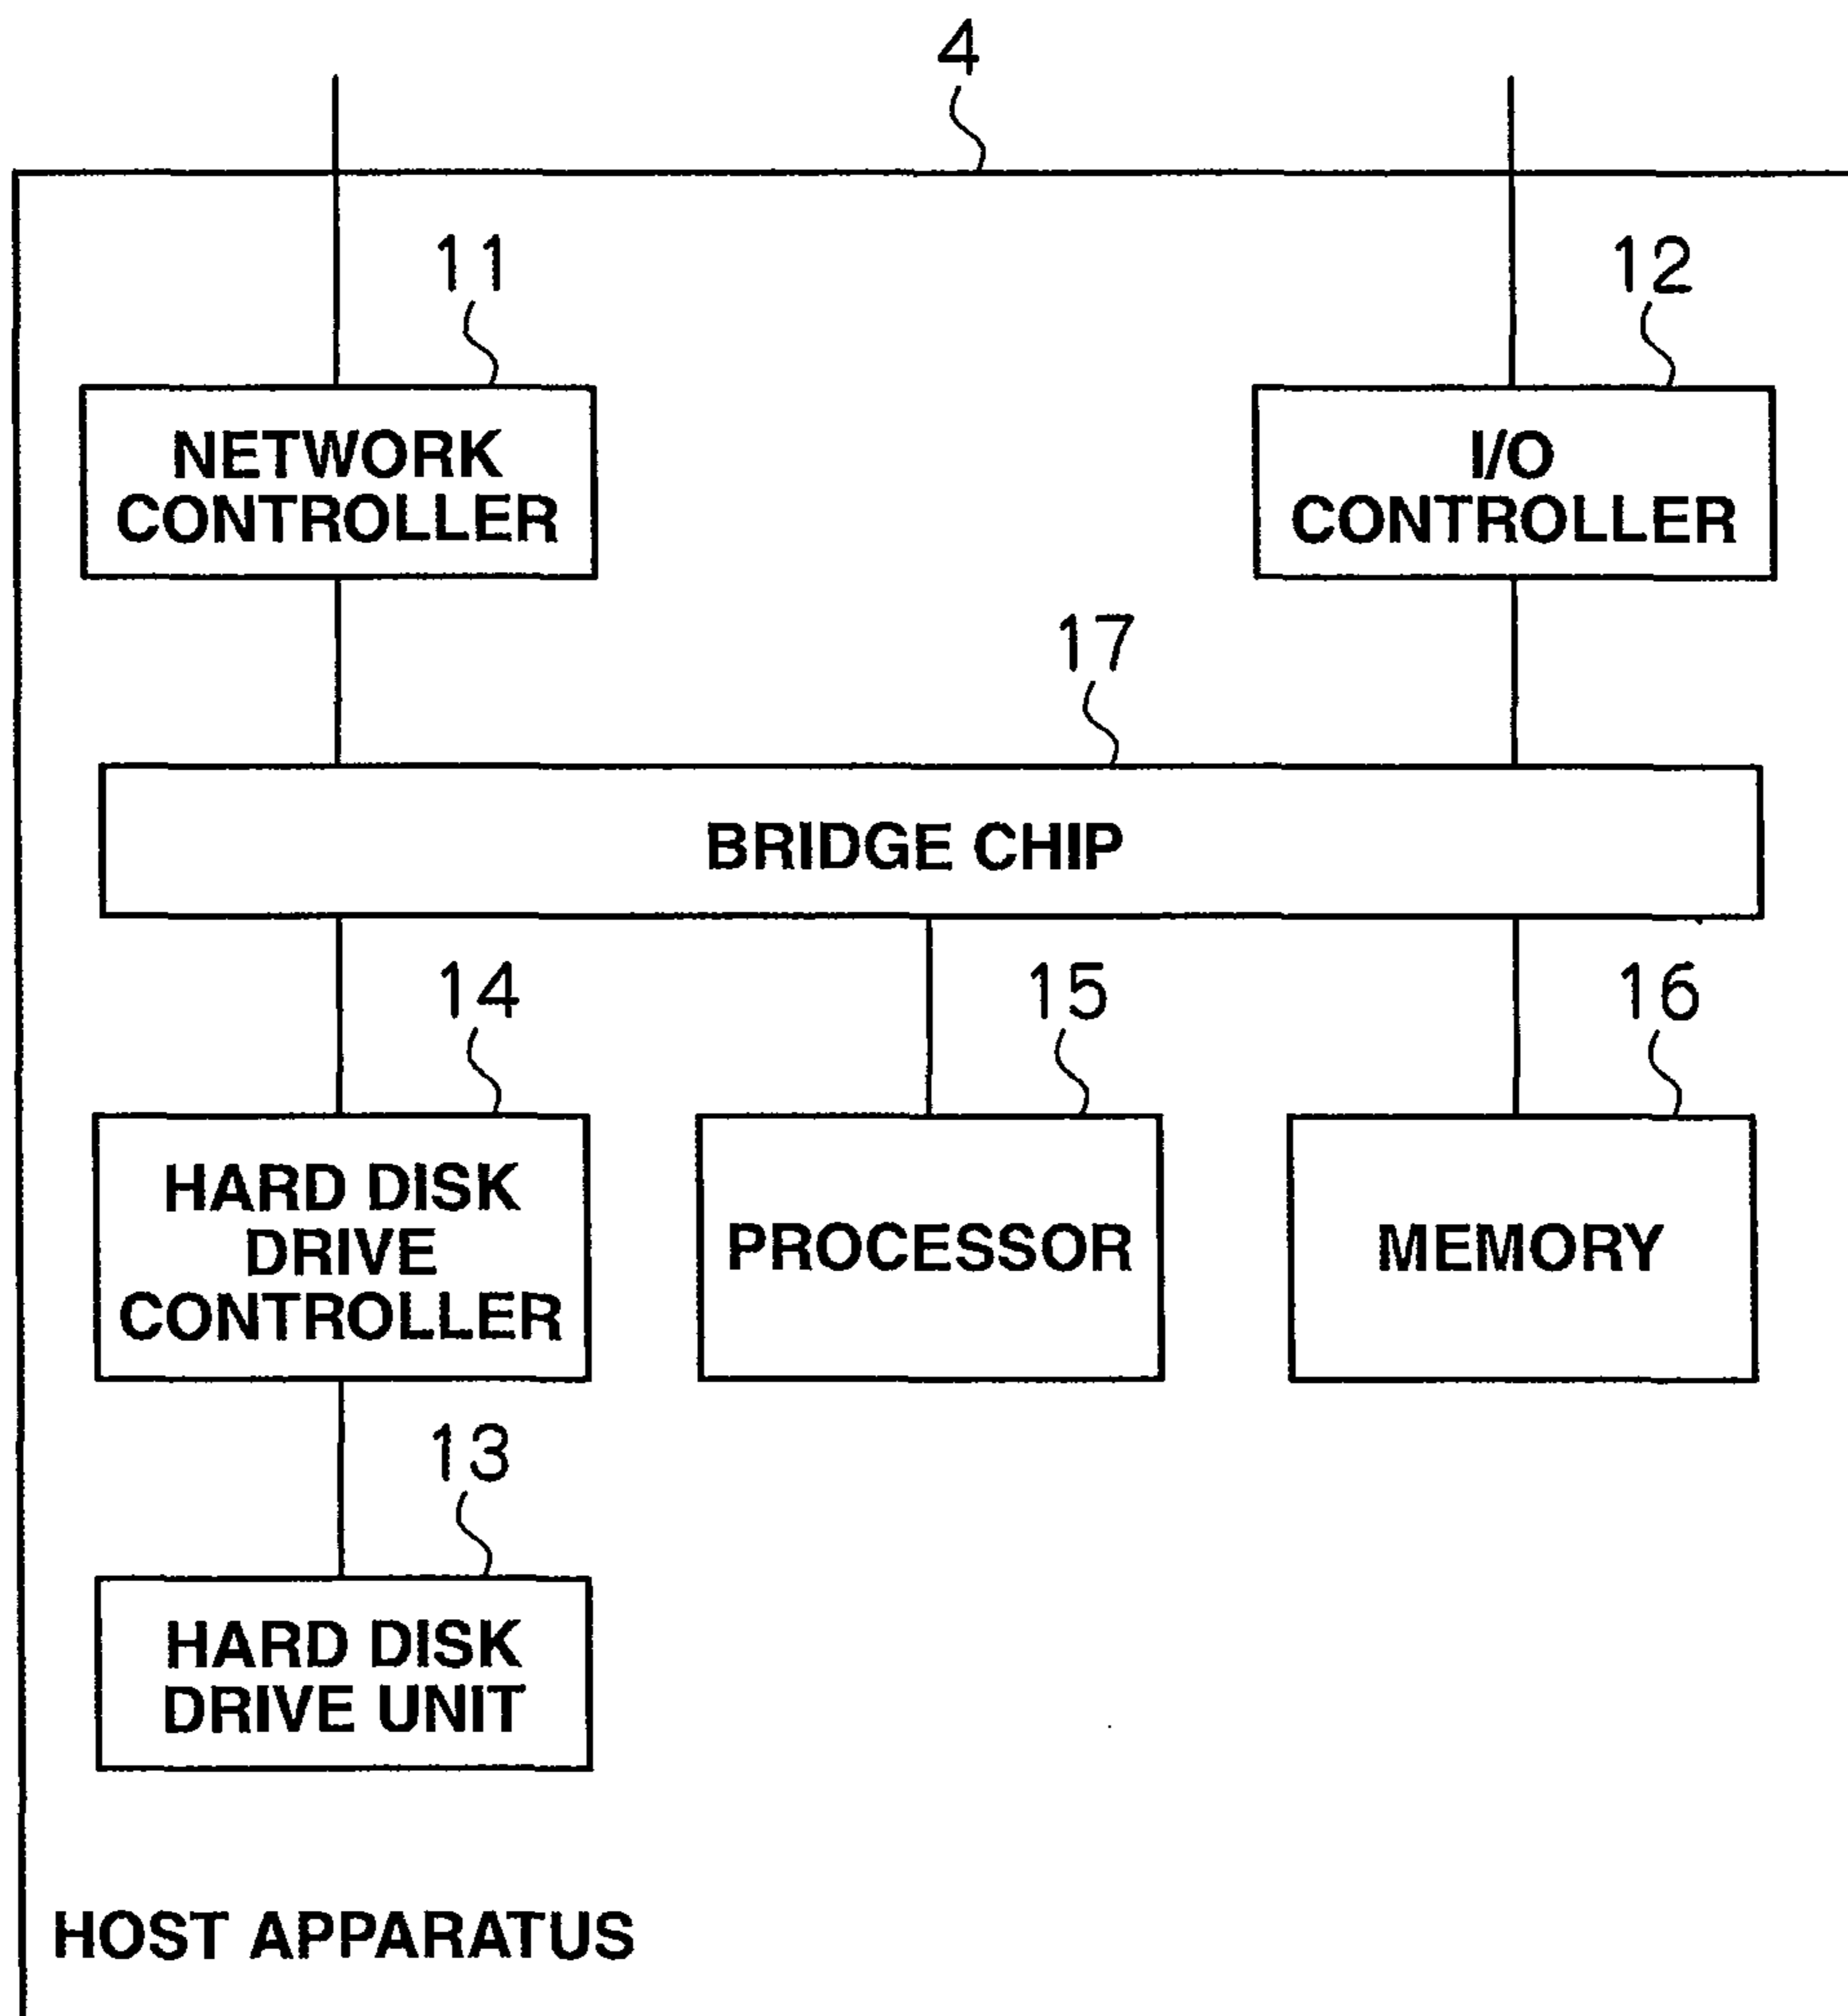 4
11
12
NETWORK
CONTROLLER
I/O
CONTROLLER
17
BRIDGE CHIP
14
15
16
HARD DISK
DRIVE
CONTROLLER
PROCESSOR
MEMORY
13
HARD DISK
DRIVE UNIT
HOST APPARATUS